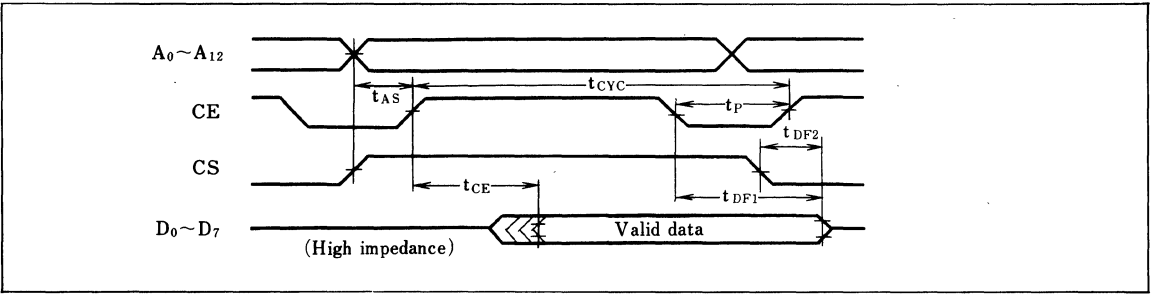 A₀~A₁₂
tCYC
tAS
CE
tP
tDF2
CS
tCE
tDF1
D₀~D₇
Valid data
(High impedance)